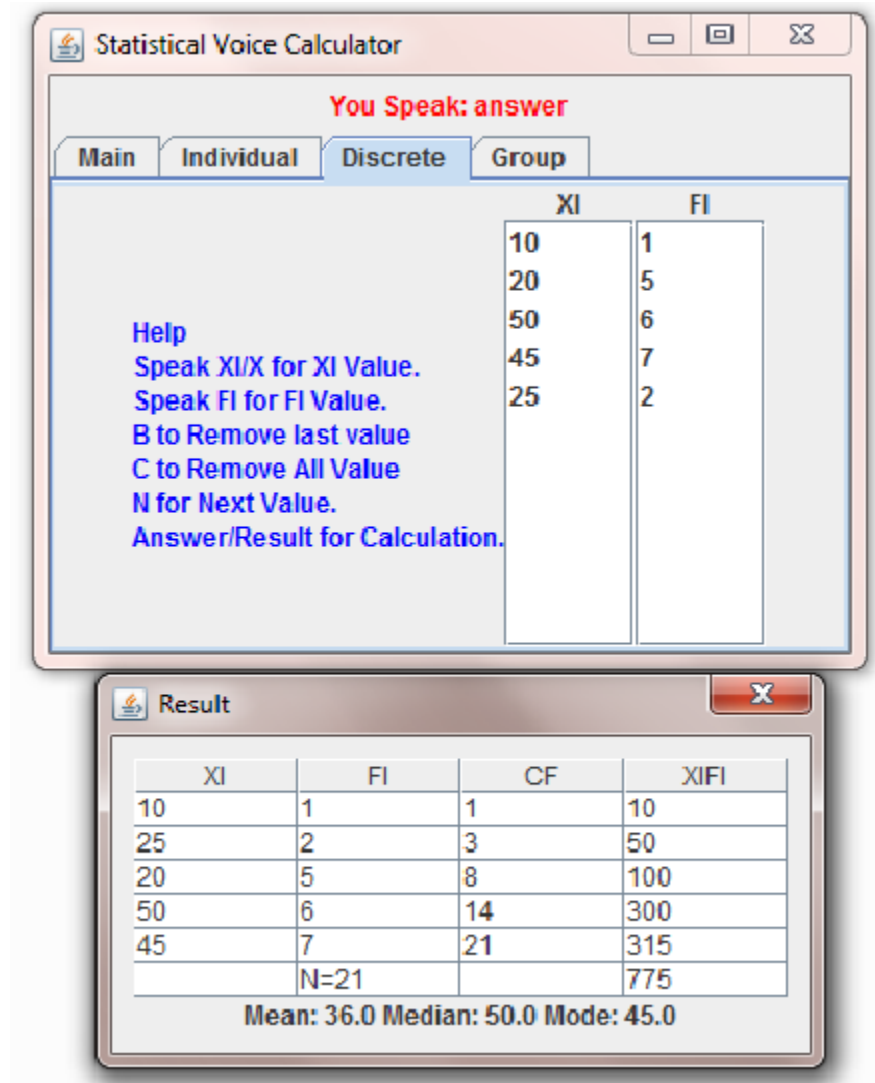 Statistical Voice Calculator
You Speak: answer
Main Individual Discrete Group
XI FI
10 1
20 5
50 6
45 7
25 2
Help
Speak XI/X for XI Value.
Speak FI for FI Value.
B to Remove last value
C to Remove All Value
N for Next Value.
Answer/Result for Calculation.
Result
XI FI CF XIFI
10 1 1 10
25 2 3 50
20 5 8 100
50 6 14 300
45 7 21 315
N=21 775
Mean: 36.0 Median: 50.0 Mode: 45.0